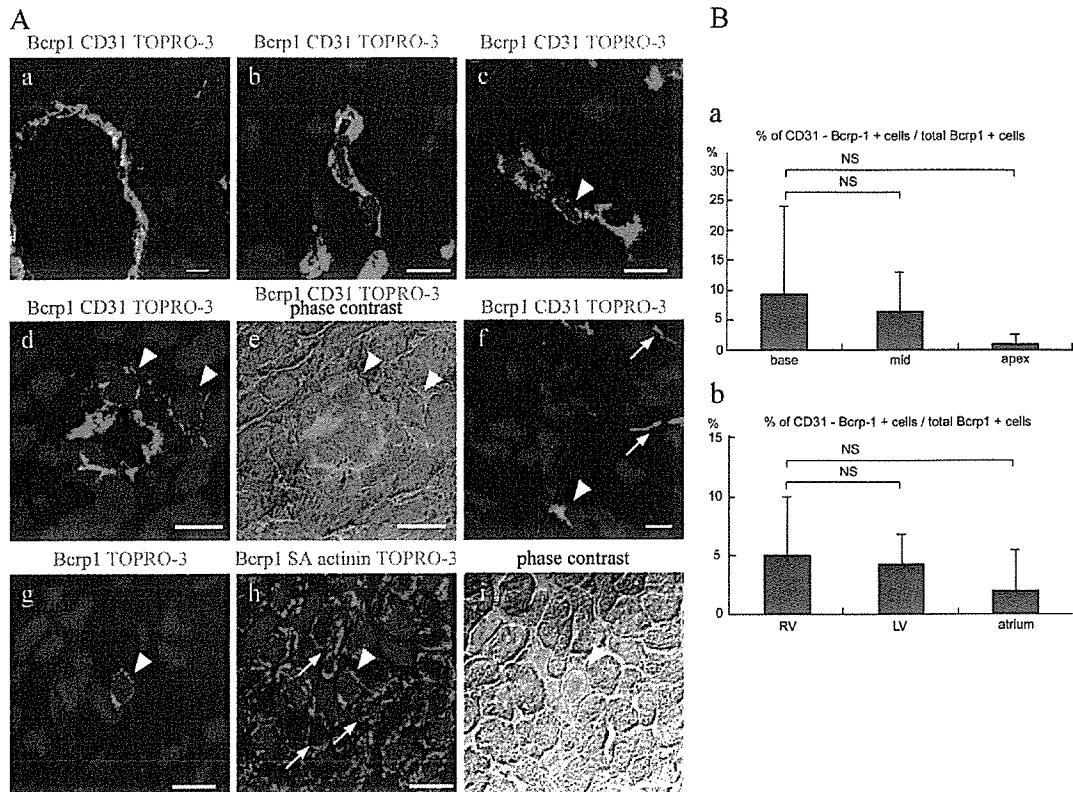 A
Bcrp1 CD31 TOPRO-3
Bcrp1 CD31 TOPRO-3
Bcrp1 CD31 TOPRO-3
a
b
c
Bcrp1 CD31 TOPRO-3
Bcrp1 CD31 TOPRO-3
phase contrast
Bcrp1 CD31 TOPRO-3
d
e
f
Bcrp1 TOPRO-3
Bcrp1 SA actinin TOPRO-3
phase contrast
g
h
i
B
a
% of CD31 - Bcrp-1 + cells / total Bcrp1 + cells
%
NS
NS
30
25
20
15
10
5
0
base
mid
apex
b
% of CD31 - Bcrp-1 + cells / total Bcrp1 + cells
%
NS
NS
15
10
5
0
RV
LV
atrium